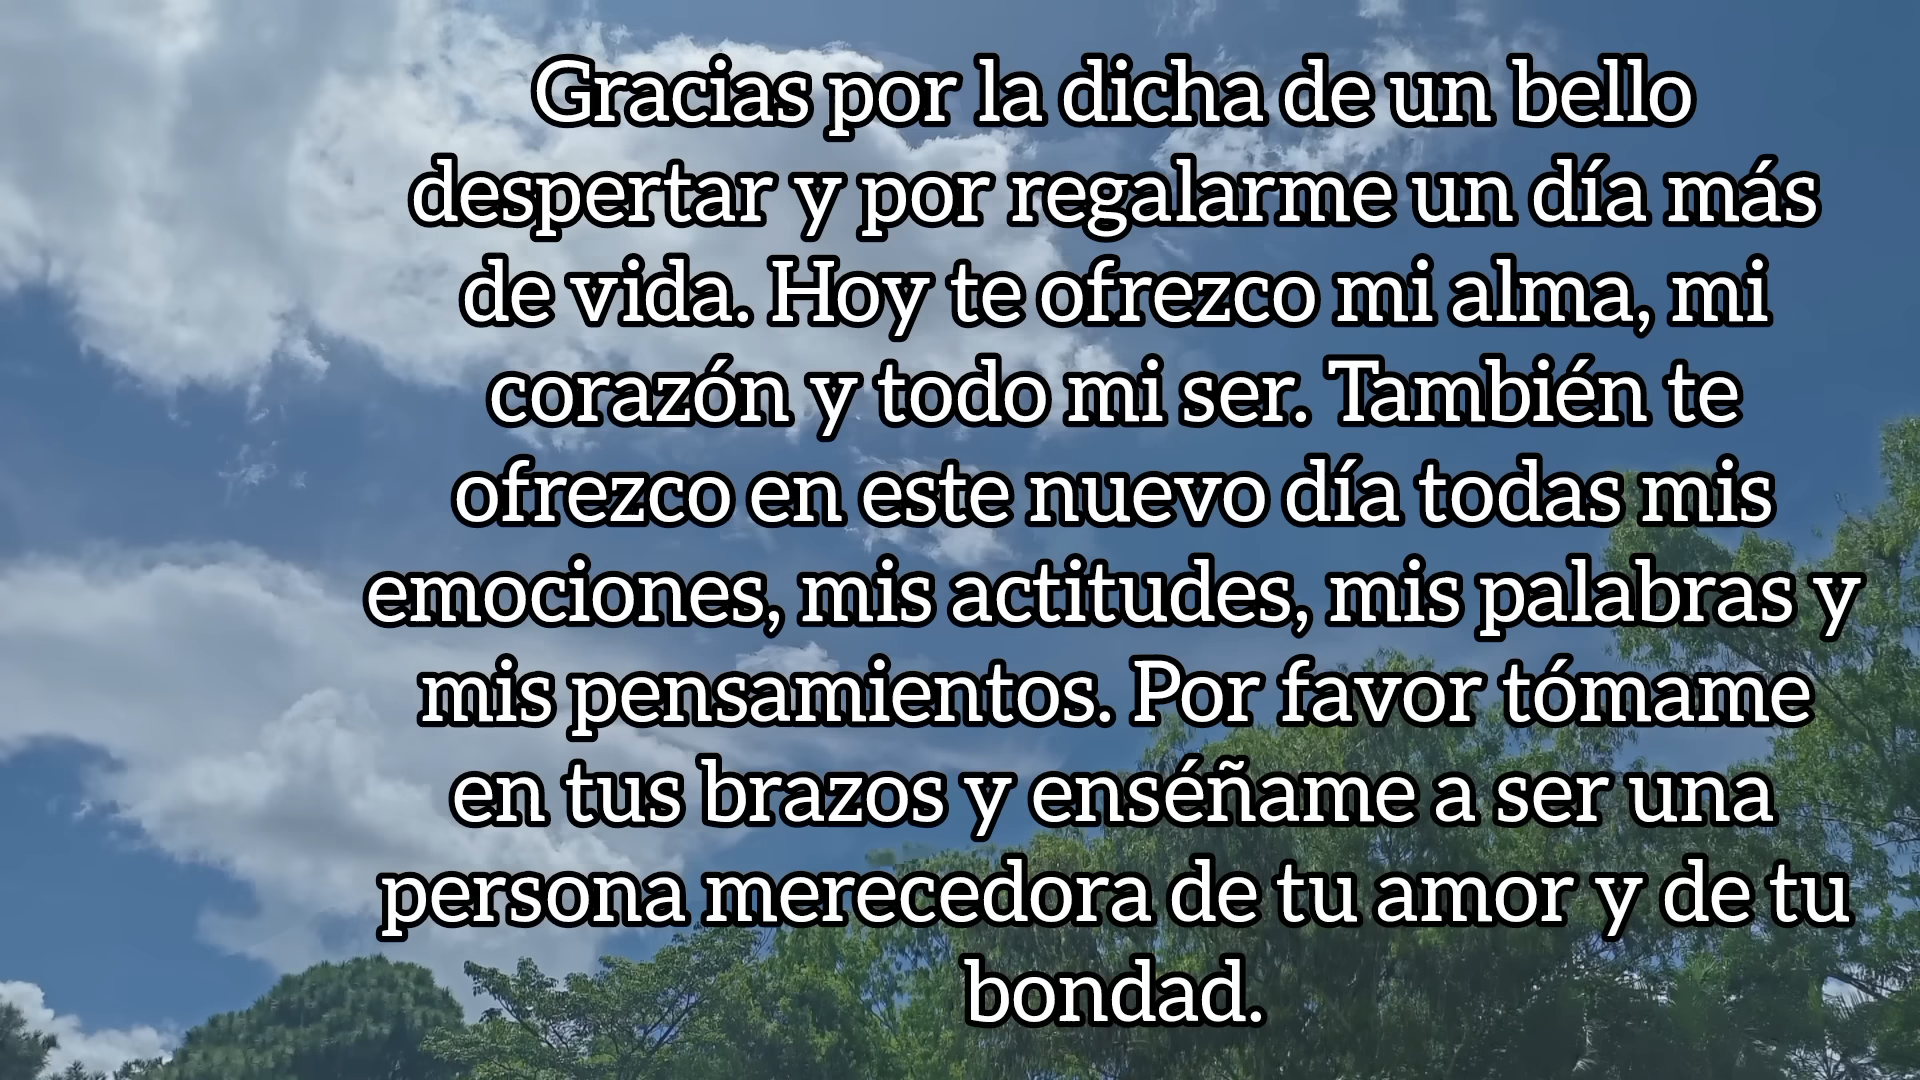 Gracias por la dicha de un bello
despertar y por regalarme un día más
de vida. Hoy te ofrezco mi alma, mi
corazón y todo mi ser. También te
ofrezco en este nuevo día todas mis
emociones, mis actitudes, mis palabras y
mis pensamientos. Por favor tómame
en tus brazos y enséñame a ser una
persona merecedora de tu amor y de tu
bondad.